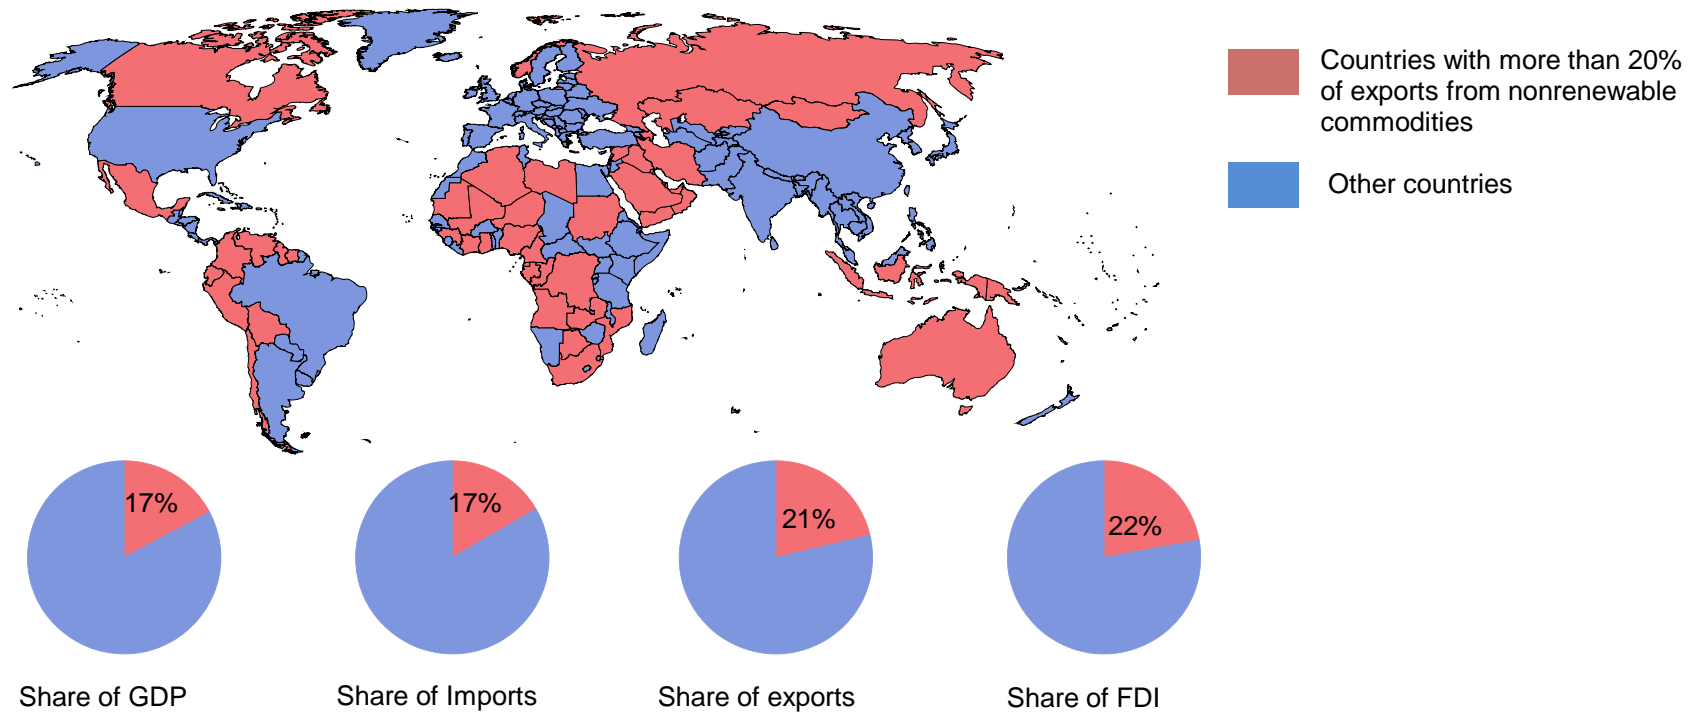 Countries with more than 20%
of exports from nonrenewable
commodities
Other countries
17%
17%
21%
22%
Share of GDP
Share of Imports
Share of exports
Share of FDI